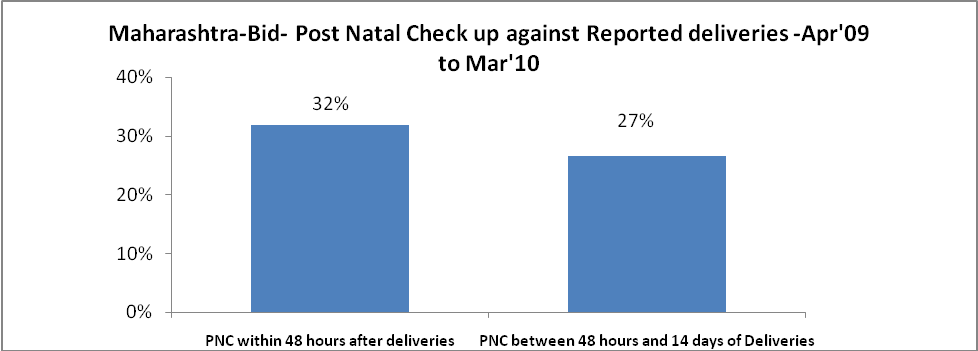 Maharashtra-Bid- Post Natal Check up against Reported deliveries -Apr'09
to Mar'10
40%
30%
20%
10%
0%
32%
27%
PNC within 48 hours after deliveries
PNC between 48 hours and 14 days of Deliveries